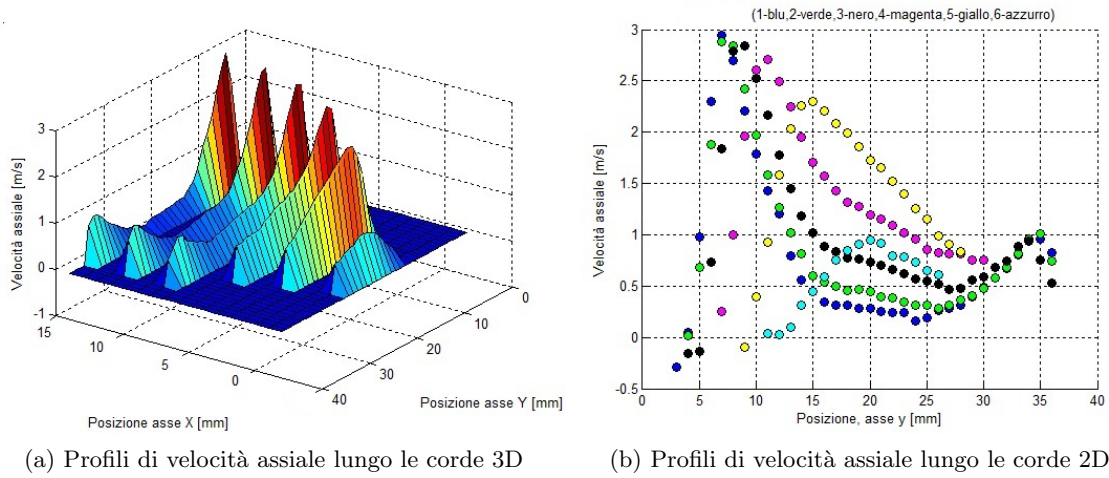 3
2
1
0
-1
Velocità assiale [m/s]
15
10
5
0
Posizione asse X [mm]
0
10
20
30
40
Posizione asse Y [mm]
(a) Profili di velocità assiale lungo le corde 3D
(1-blu,2-verde,3-nero,4-magenta,5-giallo,6-azzurro)
3
2.5
2
1.5
1
0.5
0
-0.5
Velocità assiale [m/s]
0 5 10 15 20 25 30 35 40
Posizione, asse y [mm]
(b) Profili di velocità assiale lungo le corde 2D